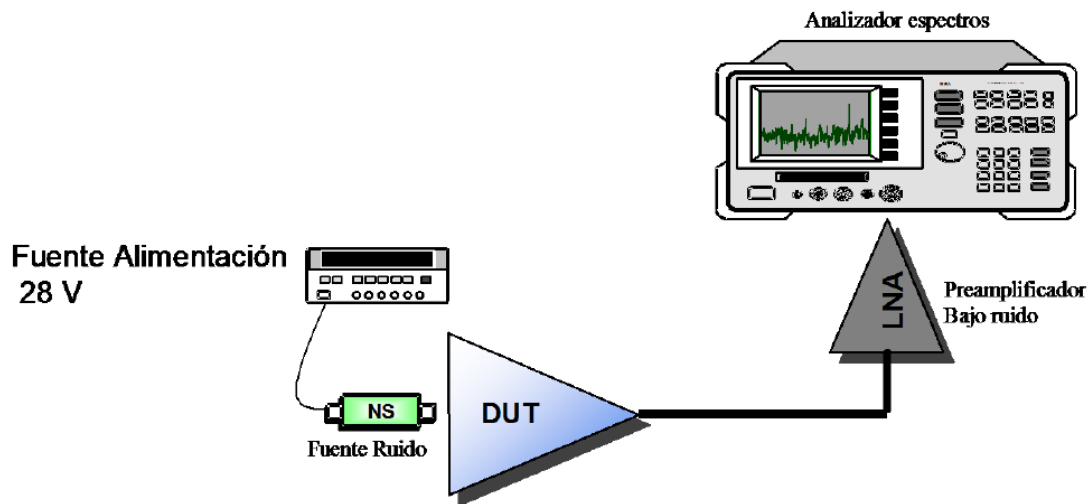 Analizador espectros
Fuente Alimentación
28 V
LNA
Preamplificador
Bajo ruido
NS
DUT
Fuente Ruido